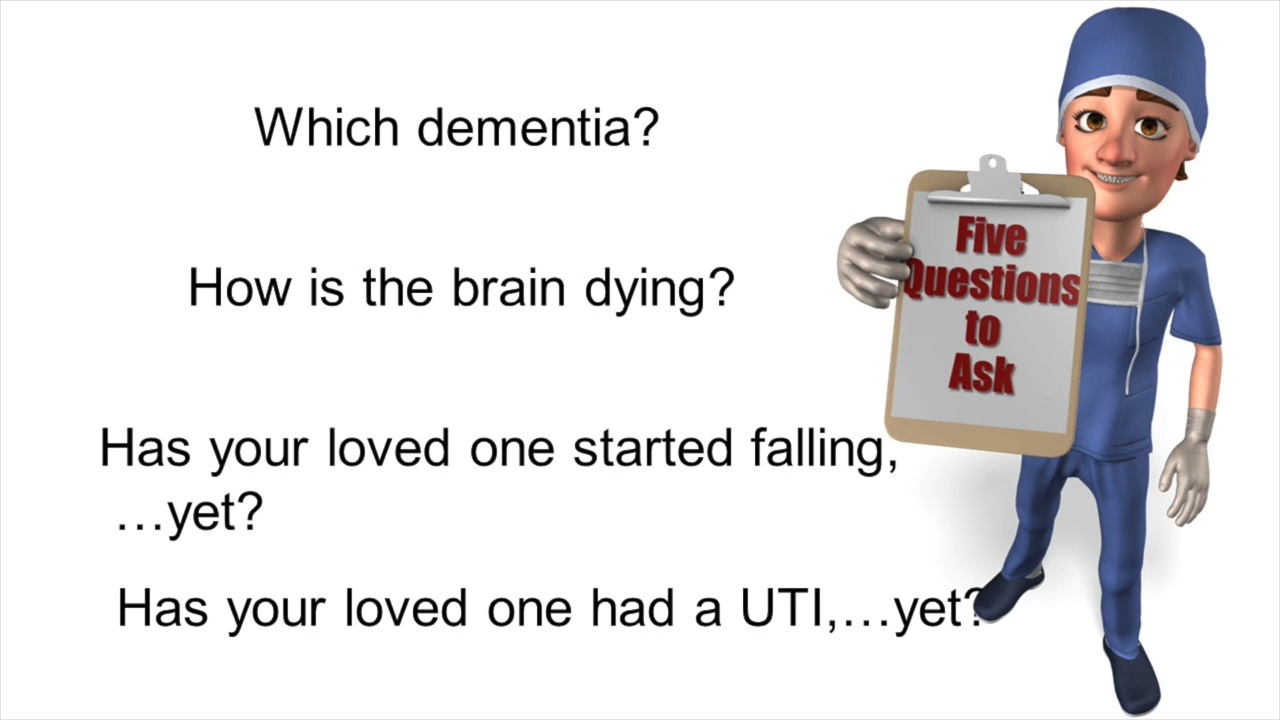 Which dementia?
How is the brain dying?
Has your loved one started falling,
…yet?
Has your loved one had a UTI,…yet?
Five
Questions
to
Ask